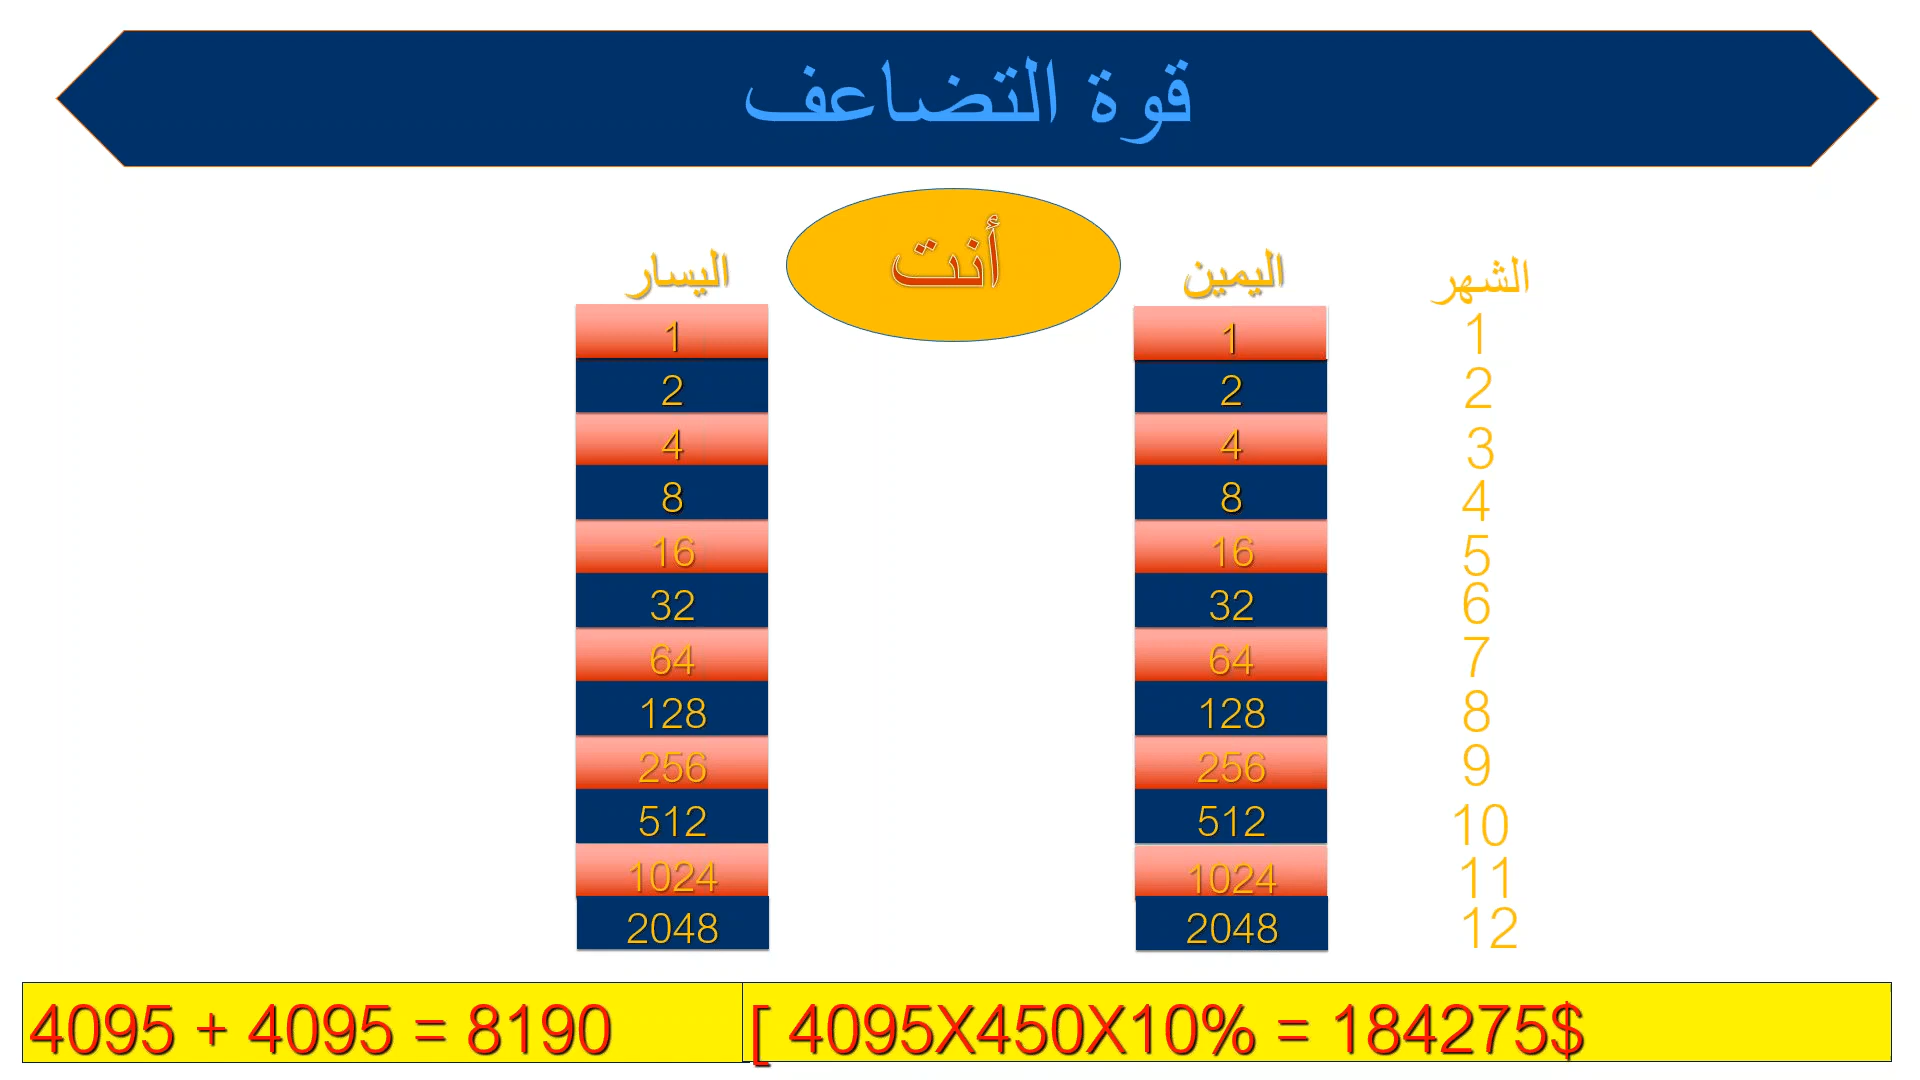 قوة التضاعف
أنت
الشهر اليمين اليسار
1 1 1
2 2 2
3 4 4
4 8 8
5 16 16
6 32 32
7 64 64
8 128 128
9 256 256
10 512 512
11 1024 1024
12 2048 2048
4095 + 4095 = 8190
[ 4095X450X10% = 184275$